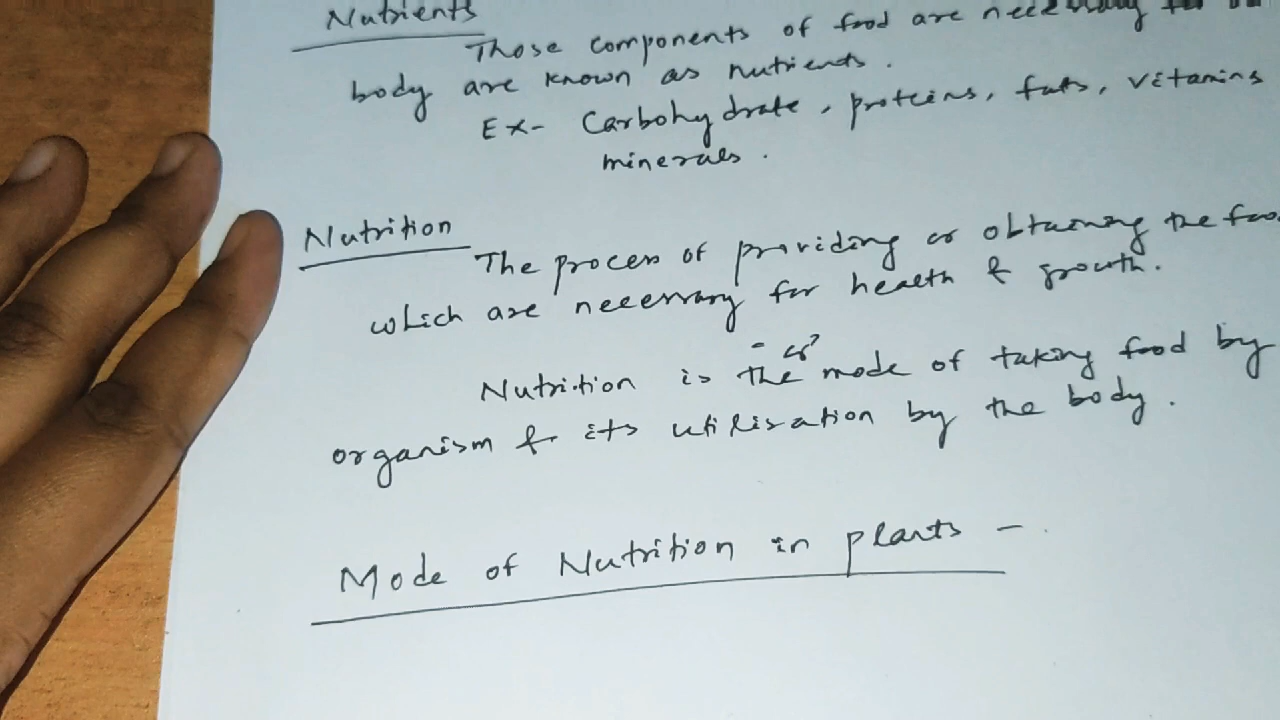 Nutrients
Those components of food are necessary for
body are known as nutrients.
Ex- Carbohydrate, proteins, fats, vitamins
minerals.
Nutrition
The process of providing or obtaining the foo
which are necessary for health & growth.
- or
Nutrition is the mode of taking food by
organism & its utilisation by the body.
Mode of Nutrition in plants -